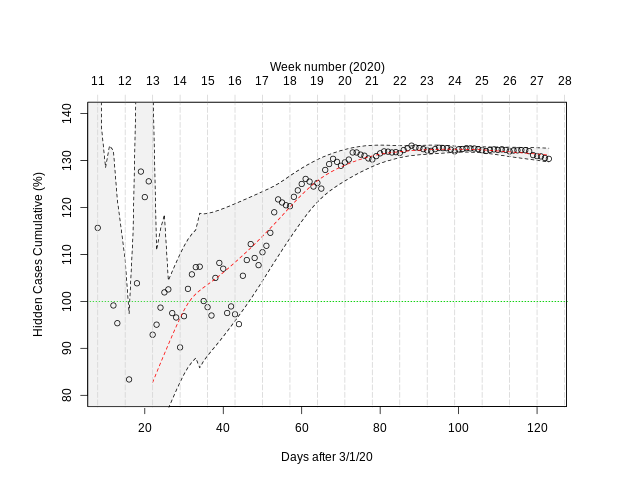 Week number (2020)
11 12 13 14 15 16 17 18 19 20 21 22 23 24 25 26 27 28
140
130
120
110
100
90
80
Hidden Cases Cumulative (%)
20 40 60 80 100 120
Days after 3/1/20